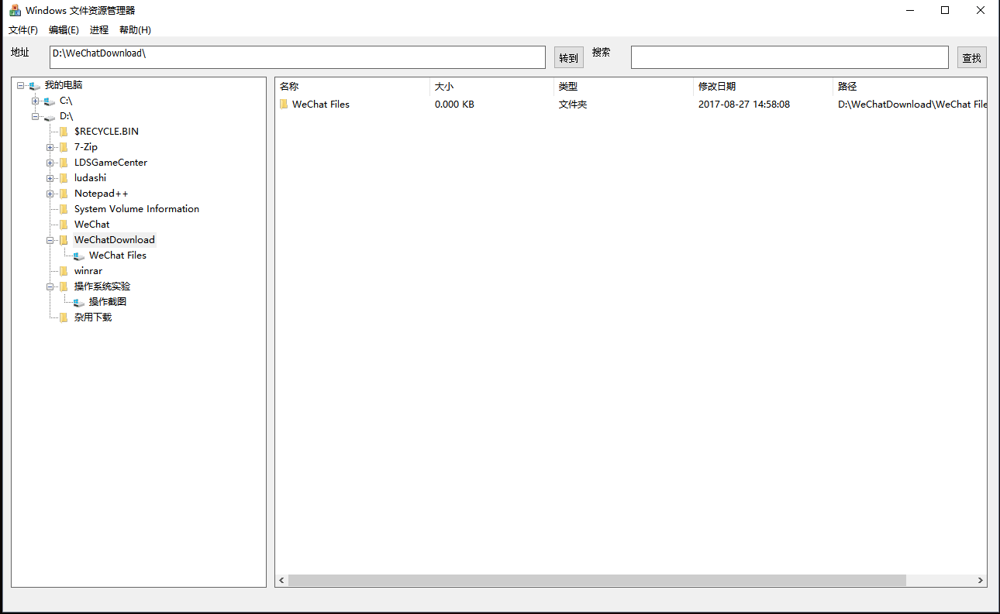 Windows 文件资源管理器
文件(F) 编辑(E) 进程 帮助(H)
地址 D:\WeChatDownload\ 转到 搜索 查找
我的电脑
C:\
D:\
$RECYCLE.BIN
7-Zip
LDSGameCenter
ludashi
Notepad++
System Volume Information
WeChat
WeChatDownload
WeChat Files
winrar
操作系统实验
操作截图
杂用下载
名称 大小 类型 修改日期 路径
WeChat Files 0.000 KB 文件夹 2017-08-27 14:58:08 D:\WeChatDownload\WeChat File